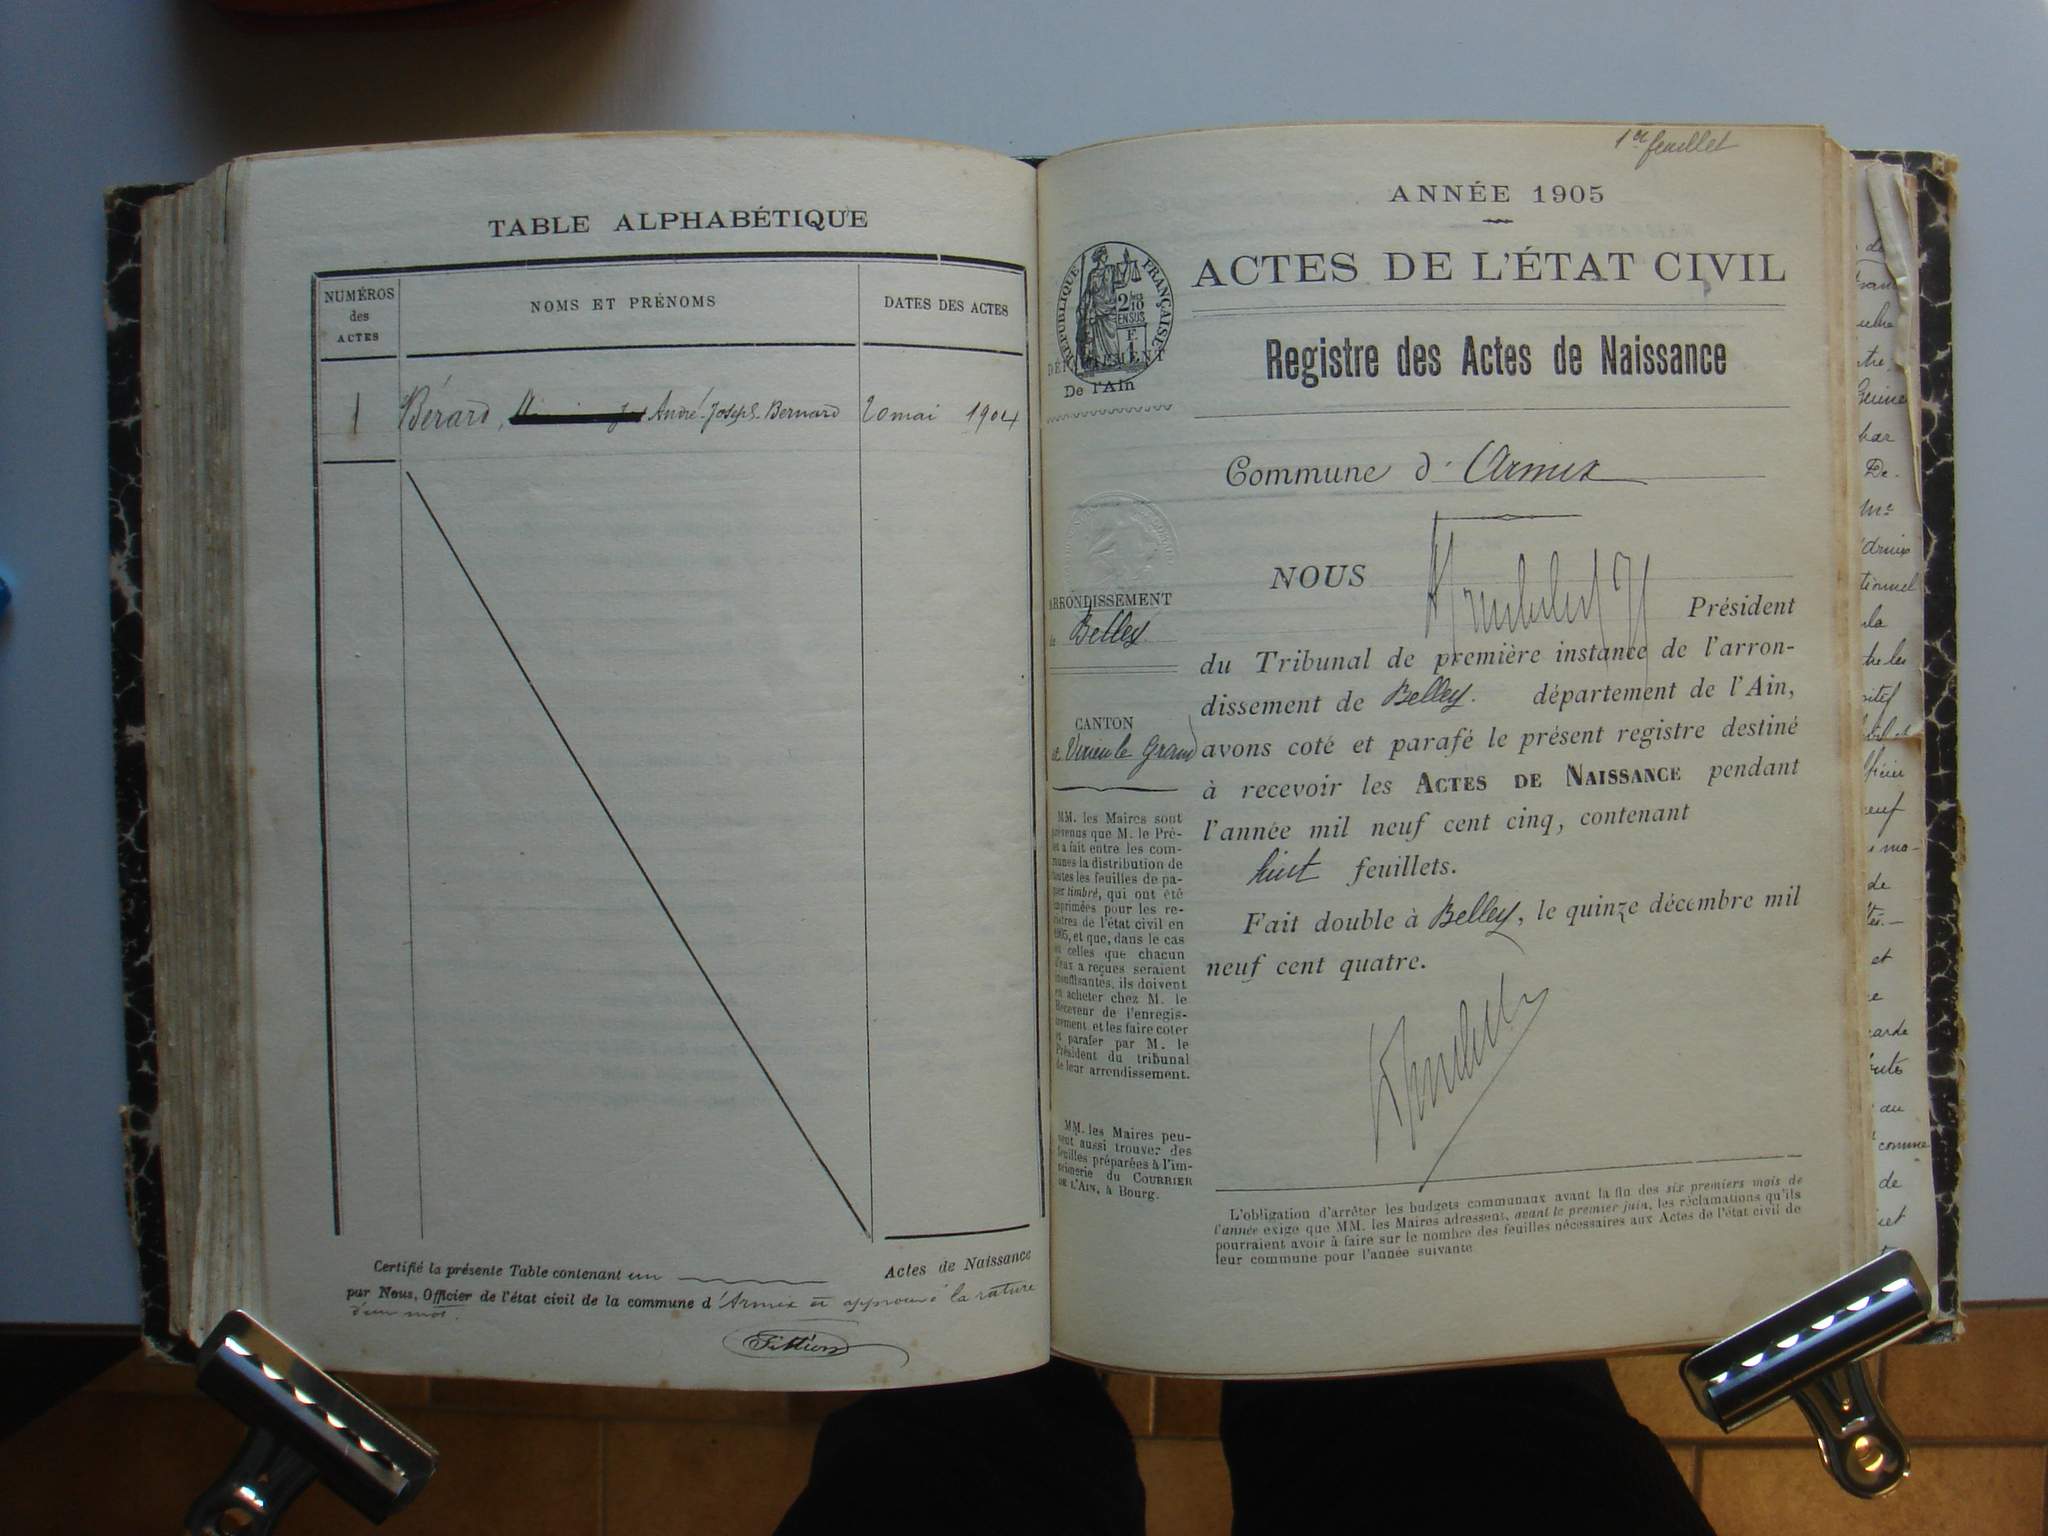 TABLE ALPHABÉTIQUE
NUMÉROS
des
ACTES
NOMS ET PRÉNOMS
DATES DES ACTES
1 Bérard, André-Joseph-Bernard 20 mai 1904
Certifié la présente Table contenant un Actes de Naissance
par Nous, Officier de l'état civil de la commune d'Armix et approuvé la rature
d'un mot.
1er feuillet
ANNÉE 1905
ACTES DE L'ÉTAT CIVIL
Registre des Actes de Naissance
RÉPUBLIQUE FRANÇAISE
2/10
EN SUS
DÉPARTEMENT
De l'Ain
Commune d'Armix
NOUS
Président
du Tribunal de première instance de l'arron-
dissement de Belley. département de l'Ain,
avons coté et parafé le présent registre destiné
à recevoir les ACTES DE NAISSANCE pendant
l'année mil neuf cent cinq, contenant
huit feuillets.
Fait double à Belley, le quinze décembre mil
neuf cent quatre.
ARRONDISSEMENT
de Belley
CANTON
de Virieu le Grand
MM. les Maires sont
prévenus que M. le Pré-
fet a fait entre les com-
munes la distribution de
toutes les feuilles de pa-
pier timbré, qui ont été
imprimées pour les re-
gistres de l'état civil en
1905, et que, dans le cas
où celles que chacun
d'eux a reçues seraient
insuffisantes, ils doivent
en acheter chez M. le
Receveur de l'enregis-
trement et les faire coter
et parafer par M. le
Président du tribunal
de leur arrondissement.
MM. les Maires peu-
vent aussi trouver des
feuilles préparées à l'im-
primerie du COURRIER
DE L'AIN, à Bourg.
L'obligation d'arrêter les budgets communaux avant la fin des six premiers mois de
l'année exige que MM. les Maires adressent, avant le premier juin, les réclamations qu'ils
pourraient avoir à faire sur le nombre des feuilles nécessaires aux Actes de l'état civil de
leur commune pour l'année suivante